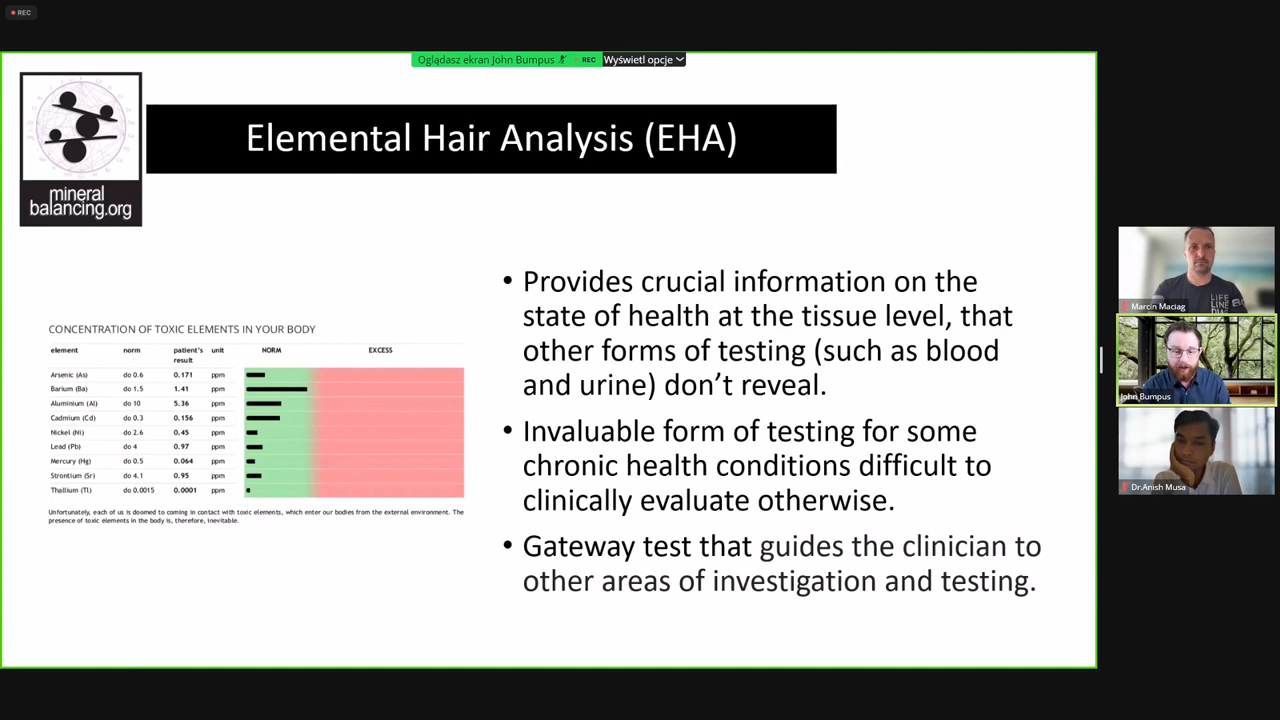 REC
Oglądasz ekran John Bumpus
REC
Wyświetl opcje
mineral
balancing.org
Elemental Hair Analysis (EHA)
CONCENTRATION OF TOXIC ELEMENTS IN YOUR BODY
element norm patient's unit NORM EXCESS
result
Arsenic (As) do 0.6 0.171 ppm
Barium (Ba) do 1.5 1.41 ppm
Aluminium (Al) do 10 5.36 ppm
Cadmium (Cd) do 0.3 0.156 ppm
Nickel (Ni) do 2.6 0.45 ppm
Lead (Pb) do 4 0.97 ppm
Mercury (Hg) do 0.5 0.064 ppm
Strontium (Sr) do 4.1 0.95 ppm
Thallium (Tl) do 0.0015 0.0001 ppm
Unfortunately, each of us is doomed to coming in contact with toxic elements, which enter our bodies from the external environment. The
presence of toxic elements in the body is, therefore, inevitable.
• Provides crucial information on the
state of health at the tissue level, that
other forms of testing (such as blood
and urine) don't reveal.
• Invaluable form of testing for some
chronic health conditions difficult to
clinically evaluate otherwise.
• Gateway test that guides the clinician to
other areas of investigation and testing.
LIFE
LINE
Marcin Maciag
John Bumpus
Dr.Anish Musa